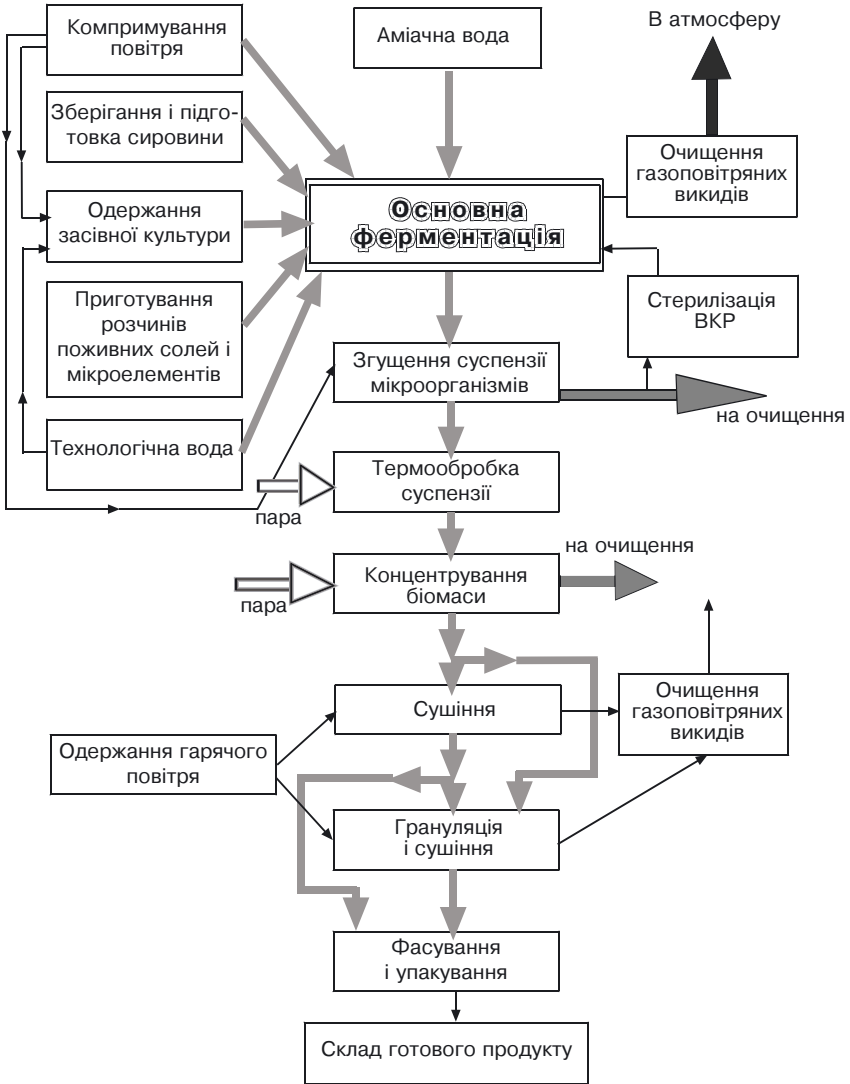 Компримування
повітря
Аміачна вода
В атмосферу
Зберігання і підго-
товка сировини
Очищення
газоповітряних
викидів
Одержання
засівної культури
Основна
ферментація
Приготування
розчинів
поживних солей і
мікроелементів
Стерилізація
ВКР
Згущення суспензії
мікроорганізмів
на очищення
Технологічна вода
Термообробка
суспензії
пара
на очищення
Концентрування
біомаси
пара
Очищення
газоповітряних
викидів
Сушіння
Одержання гарячого
повітря
Грануляція
і сушіння
Фасування
і упакування
Склад готового продукту